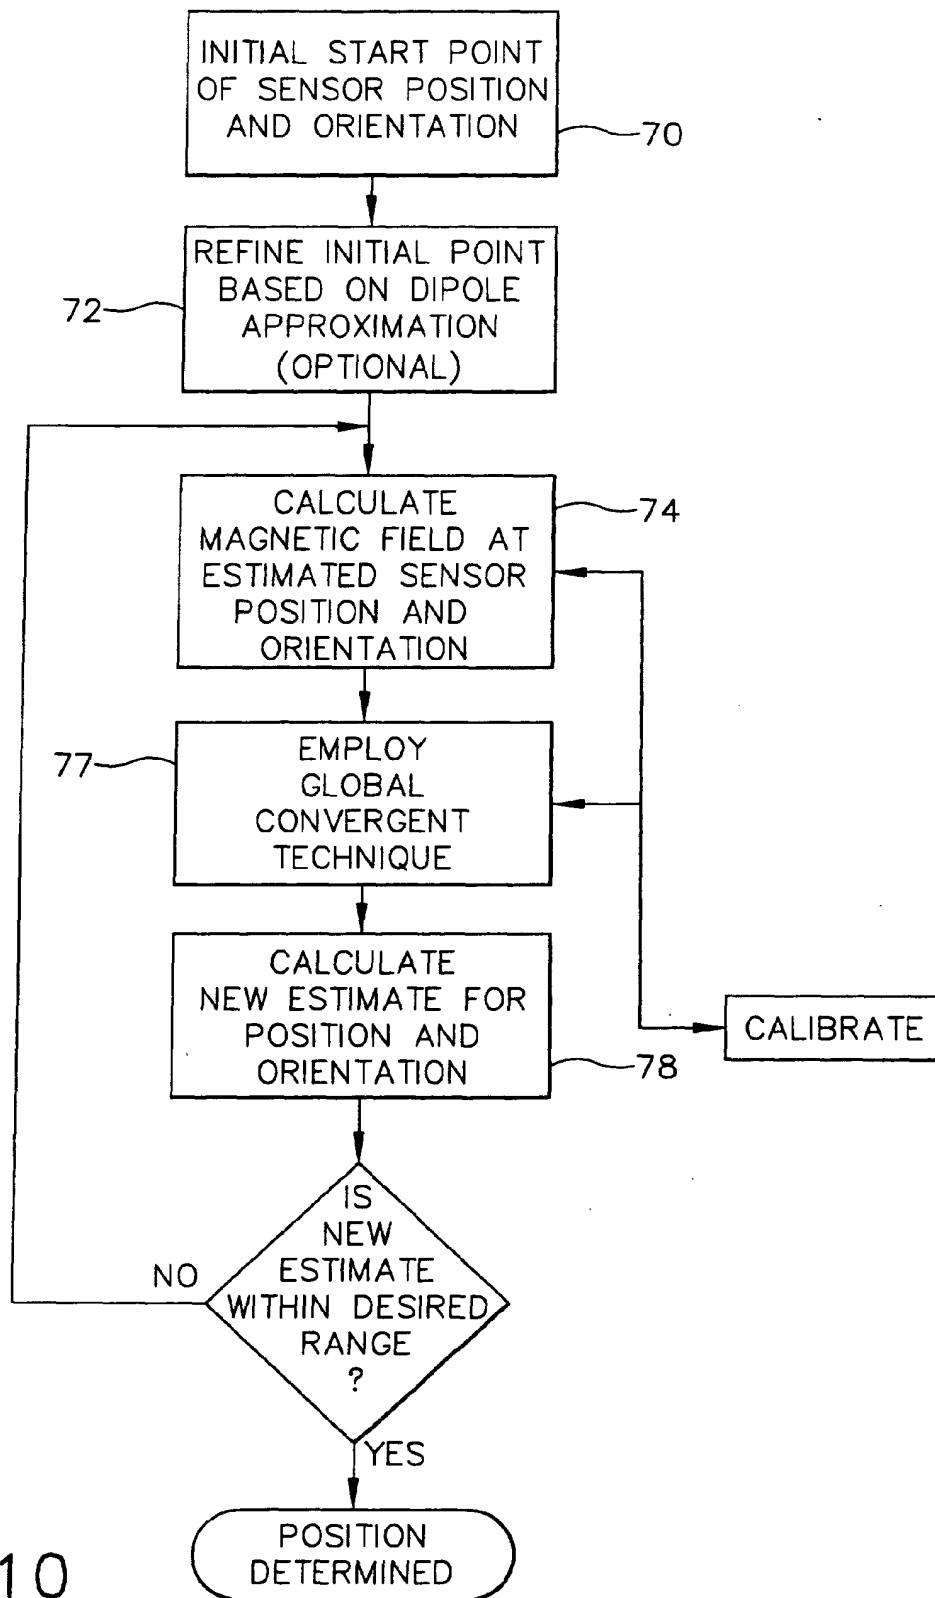 INITIAL START POINT
OF SENSOR POSITION
AND ORIENTATION
70
REFINE INITIAL POINT
BASED ON DIPOLE
APPROXIMATION
(OPTIONAL)
72
CALCULATE
MAGNETIC FIELD AT
ESTIMATED SENSOR
POSITION AND
ORIENTATION
74
EMPLOY
GLOBAL
CONVERGENT
TECHNIQUE
77
CALCULATE
NEW ESTIMATE FOR
POSITION AND
ORIENTATION
78
CALIBRATE
IS
NEW
ESTIMATE
WITHIN DESIRED
RANGE
?
NO
YES
POSITION
DETERMINED
10